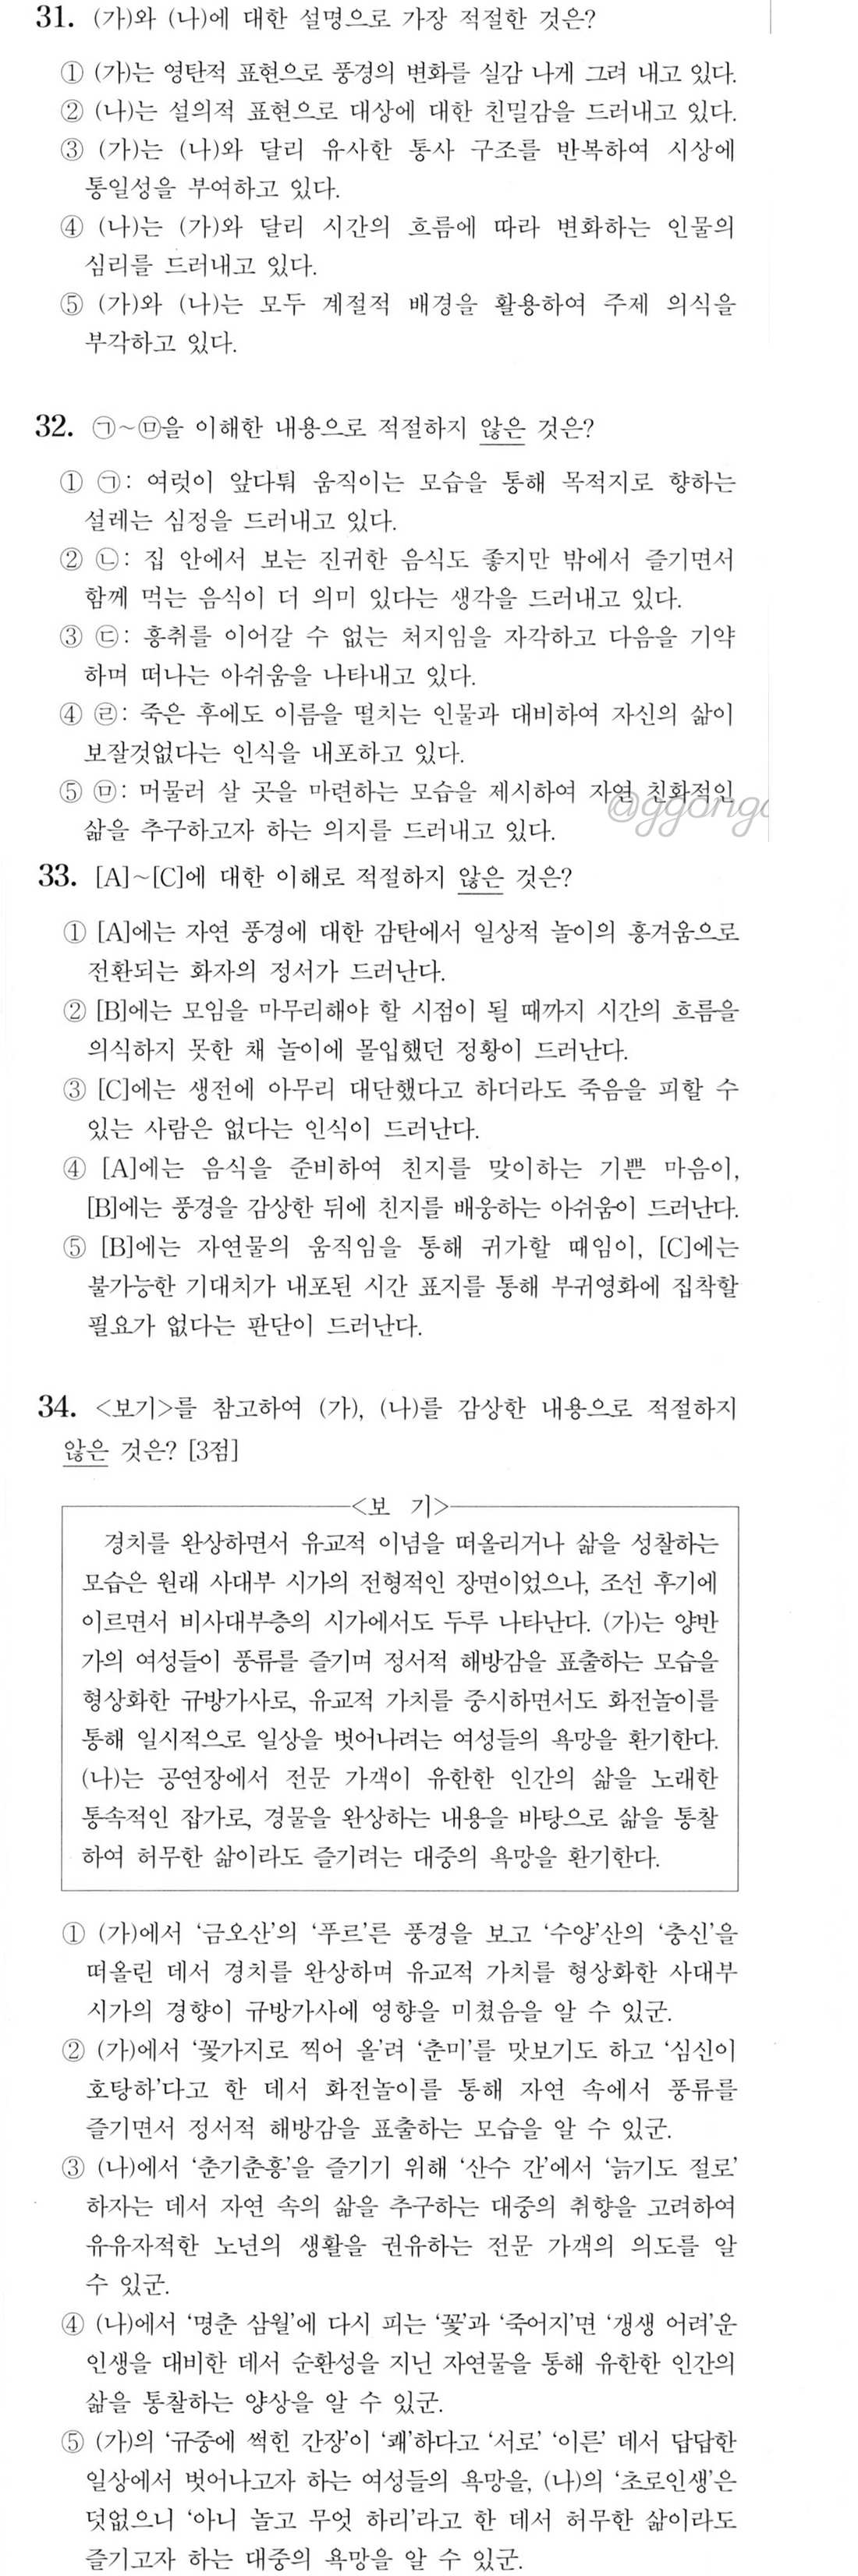 31. (가)와 (나)에 대한 설명으로 가장 적절한 것은?
① (가)는 영탄적 표현으로 풍경의 변화를 실감 나게 그려 내고 있다.
② (나)는 설의적 표현으로 대상에 대한 친밀감을 드러내고 있다.
③ (가)는 (나)와 달리 유사한 통사 구조를 반복하여 시상에
통일성을 부여하고 있다.
④ (나)는 (가)와 달리 시간의 흐름에 따라 변화하는 인물의
심리를 드러내고 있다.
⑤ (가)와 (나)는 모두 계절적 배경을 활용하여 주제 의식을
부각하고 있다.
32. ㉠~㉤을 이해한 내용으로 적절하지 않은 것은?
① ㉠: 여럿이 앞다퉈 움직이는 모습을 통해 목적지로 향하는
설레는 심정을 드러내고 있다.
② ㉡: 집 안에서 보는 진귀한 음식도 좋지만 밖에서 즐기면서
함께 먹는 음식이 더 의미 있다는 생각을 드러내고 있다.
③ ㉢: 흥취를 이어갈 수 없는 처지임을 자각하고 다음을 기약
하며 떠나는 아쉬움을 나타내고 있다.
④ ㉣: 죽은 후에도 이름을 떨치는 인물과 대비하여 자신의 삶이
보잘것없다는 인식을 내포하고 있다.
⑤ ㉤: 머물러 살 곳을 마련하는 모습을 제시하여 자연 친화적인
삶을 추구하고자 하는 의지를 드러내고 있다.
@ggong
33. [A]~[C]에 대한 이해로 적절하지 않은 것은?
① [A]에는 자연 풍경에 대한 감탄에서 일상적 놀이의 흥겨움으로
전환되는 화자의 정서가 드러난다.
② [B]에는 모임을 마무리해야 할 시점이 될 때까지 시간의 흐름을
의식하지 못한 채 놀이에 몰입했던 정황이 드러난다.
③ [C]에는 생전에 아무리 대단했다고 하더라도 죽음을 피할 수
있는 사람은 없다는 인식이 드러난다.
④ [A]에는 음식을 준비하여 친지를 맞이하는 기쁜 마음이,
[B]에는 풍경을 감상한 뒤에 친지를 배웅하는 아쉬움이 드러난다.
⑤ [B]에는 자연물의 움직임을 통해 귀가할 때임이, [C]에는
불가능한 기대치가 내포된 시간 표지를 통해 부귀영화에 집착할
필요가 없다는 판단이 드러난다.
34. <보기>를 참고하여 (가), (나)를 감상한 내용으로 적절하지
않은 것은? [3점]
<보 기>
경치를 완상하면서 유교적 이념을 떠올리거나 삶을 성찰하는
모습은 원래 사대부 시가의 전형적인 장면이었으나, 조선 후기에
이르면서 비사대부층의 시가에서도 두루 나타난다. (가)는 양반
가의 여성들이 풍류를 즐기며 정서적 해방감을 표출하는 모습을
형상화한 규방가사로, 유교적 가치를 중시하면서도 화전놀이를
통해 일시적으로 일상을 벗어나려는 여성들의 욕망을 환기한다.
(나)는 공연장에서 전문 가객이 유한한 인간의 삶을 노래한
통속적인 잡가로, 경물을 완상하는 내용을 바탕으로 삶을 통찰
하여 허무한 삶이라도 즐기려는 대중의 욕망을 환기한다.
① (가)에서 ‘금오산’의 ‘푸르’른 풍경을 보고 ‘수양’산의 ‘충신’을
떠올린 데서 경치를 완상하며 유교적 가치를 형상화한 사대부
시가의 경향이 규방가사에 영향을 미쳤음을 알 수 있군.
② (가)에서 ‘꽃가지로 찍어 올’려 ‘춘미’를 맛보기도 하고 ‘심신이
호탕하’다고 한 데서 화전놀이를 통해 자연 속에서 풍류를
즐기면서 정서적 해방감을 표출하는 모습을 알 수 있군.
③ (나)에서 ‘춘기춘흥’을 즐기기 위해 ‘산수 간’에서 ‘늙기도 절로’
하자는 데서 자연 속의 삶을 추구하는 대중의 취향을 고려하여
유유자적한 노년의 생활을 권유하는 전문 가객의 의도를 알
수 있군.
④ (나)에서 ‘명춘 삼월’에 다시 피는 ‘꽃’과 ‘죽어지’면 ‘갱생 어려’운
인생을 대비한 데서 순환성을 지닌 자연물을 통해 유한한 인간의
삶을 통찰하는 양상을 알 수 있군.
⑤ (가)의 ‘규중에 썩힌 간장’이 ‘쾌’하다고 ‘서로’ ‘이른’ 데서 답답한
일상에서 벗어나고자 하는 여성들의 욕망을, (나)의 ‘초로인생’은
덧없으니 ‘아니 놀고 무엇 하리’라고 한 데서 허무한 삶이라도
즐기고자 하는 대중의 욕망을 알 수 있군.